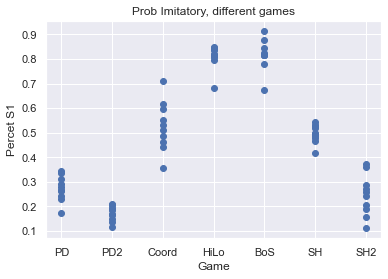 Prob Imitatory, different games
0.9
0.8
0.7
0.6
0.5
0.4
0.3
0.2
0.1
Percet S1
PD PD2 Coord HiLo BoS SH SH2
Game